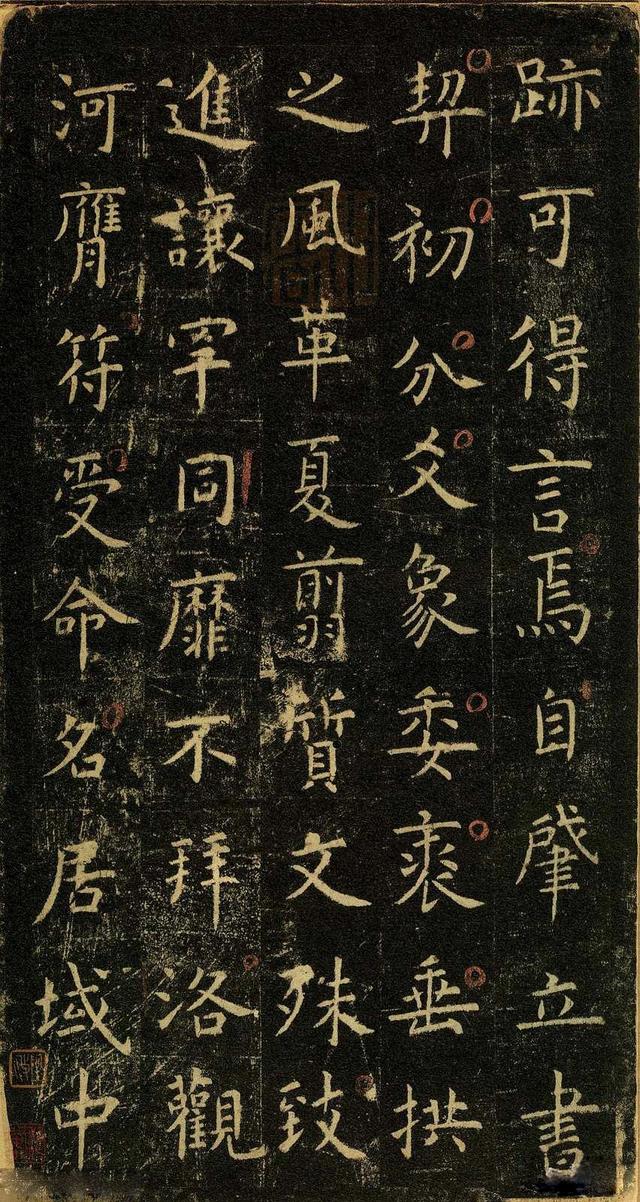 跡可得言焉自肇立書
契初分爻象委裘垂拱
之風革夏翦質文殊致
進讓罕同靡不拜洛觀
河膺符受命名居域中